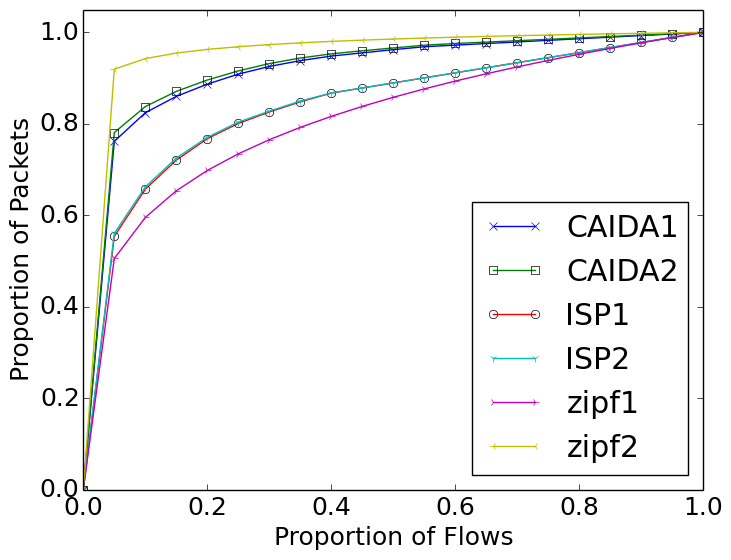 1.0
0.8
0.6
0.4
0.2
0.0
0.0 0.2 0.4 0.6 0.8 1.0
Proportion of Packets
Proportion of Flows
CAIDA1
CAIDA2
ISP1
ISP2
zipf1
zipf2